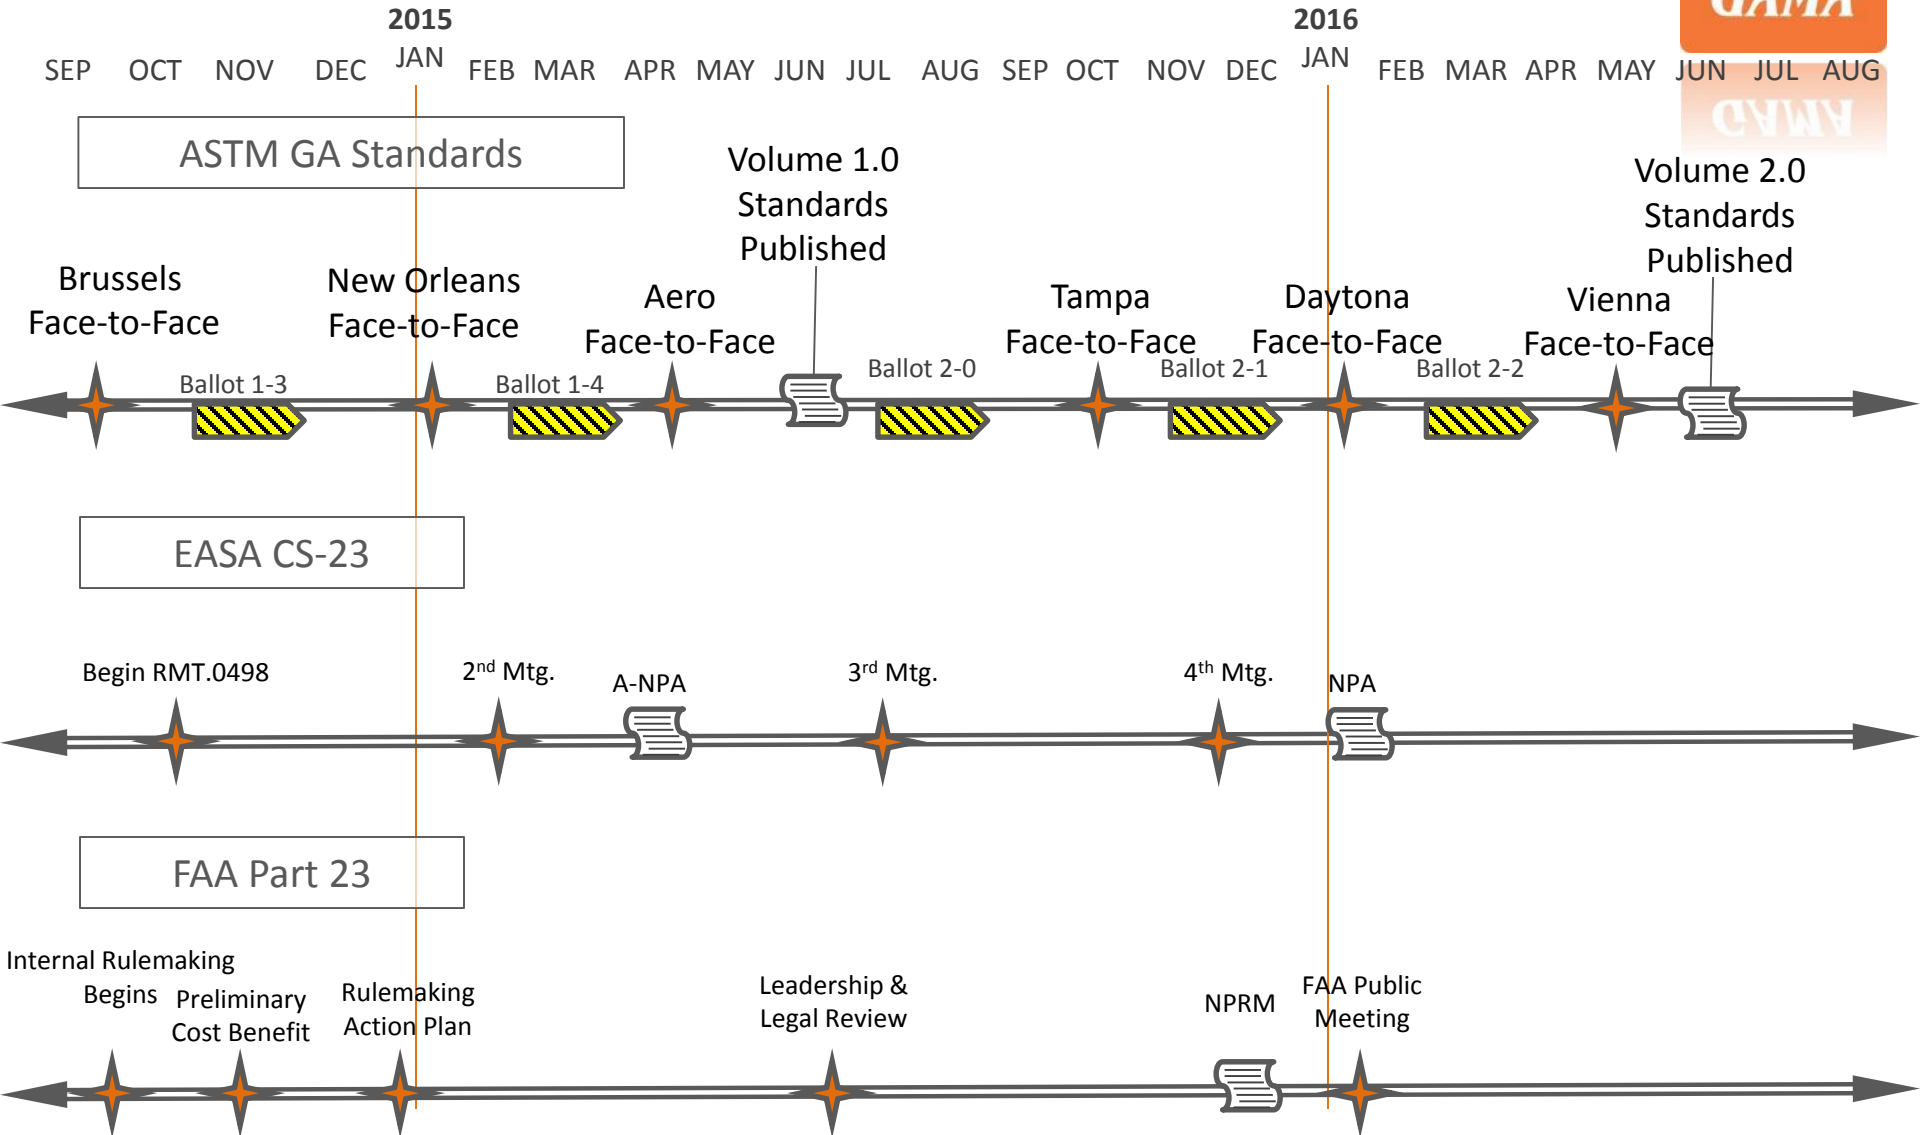 2015
2016
SEP OCT NOV DEC JAN FEB MAR APR MAY JUN JUL AUG SEP OCT NOV DEC JAN FEB MAR APR MAY JUN JUL AUG
GAMA
GAMA
ASTM GA Standards
Volume 1.0
Standards
Published
Volume 2.0
Standards
Published
Brussels
Face-to-Face
New Orleans
Face-to-Face
Aero
Face-to-Face
Tampa
Face-to-Face
Daytona
Face-to-Face
Vienna
Face-to-Face
Ballot 1-3
Ballot 1-4
Ballot 2-0
Ballot 2-1
Ballot 2-2
EASA CS-23
Begin RMT.0498
2nd Mtg.
A-NPA
3rd Mtg.
4th Mtg.
NPA
FAA Part 23
Internal Rulemaking
Begins
Preliminary
Cost Benefit
Rulemaking
Action Plan
Leadership &
Legal Review
NPRM
FAA Public
Meeting